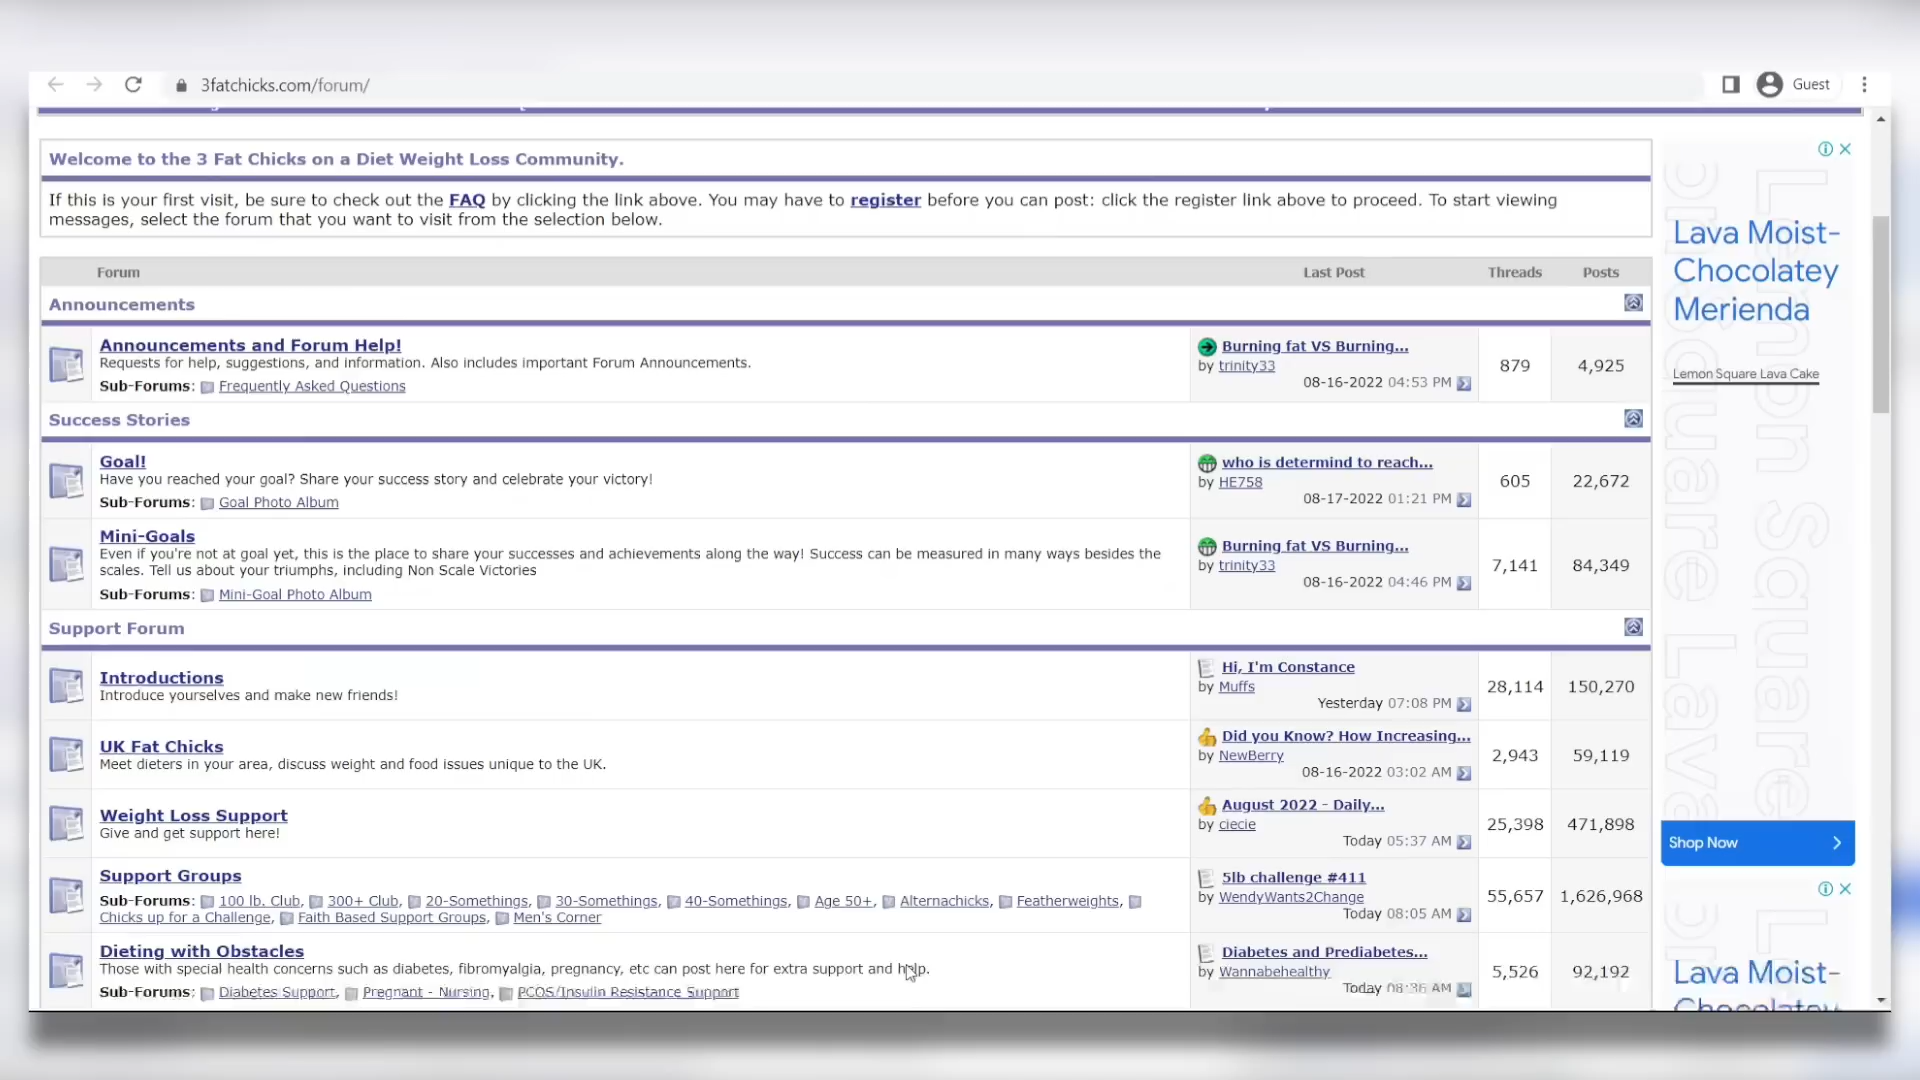 3fatchicks.com/forum/
Guest
Welcome to the 3 Fat Chicks on a Diet Weight Loss Community.
If this is your first visit, be sure to check out the FAQ by clicking the link above. You may have to register before you can post: click the register link above to proceed. To start viewing
messages, select the forum that you want to visit from the selection below.
Forum Last Post Threads Posts
Announcements
Announcements and Forum Help!
Requests for help, suggestions, and information. Also includes important Forum Announcements.
Sub-Forums: Frequently Asked Questions
Burning fat VS Burning...
by trinity33
08-16-2022 04:53 PM
879 4,925
Success Stories
Goal!
Have you reached your goal? Share your success story and celebrate your victory!
Sub-Forums: Goal Photo Album
who is determind to reach...
by HE758
08-17-2022 01:21 PM
605 22,672
Mini-Goals
Even if you're not at goal yet, this is the place to share your successes and achievements along the way! Success can be measured in many ways besides the
scales. Tell us about your triumphs, including Non Scale Victories
Sub-Forums: Mini-Goal Photo Album
Burning fat VS Burning...
by trinity33
08-16-2022 04:46 PM
7,141 84,349
Support Forum
Introductions
Introduce yourselves and make new friends!
Hi, I'm Constance
by Muffs
Yesterday 07:08 PM
28,114 150,270
UK Fat Chicks
Meet dieters in your area, discuss weight and food issues unique to the UK.
Did you Know? How Increasing...
by NewBerry
08-16-2022 03:02 AM
2,943 59,119
Weight Loss Support
Give and get support here!
August 2022 - Daily...
by ciecie
Today 05:37 AM
25,398 471,898
Support Groups
Sub-Forums: 100 lb. Club, 300+ Club, 20-Somethings, 30-Somethings, 40-Somethings, Age 50+, Alternachicks, Featherweights,
Chicks up for a Challenge, Faith Based Support Groups, Men's Corner
5lb challenge #411
by WendyWants2Change
Today 08:05 AM
55,657 1,626,968
Dieting with Obstacles
Those with special health concerns such as diabetes, fibromyalgia, pregnancy, etc can post here for extra support and help.
Sub-Forums: Diabetes Support, Pregnant - Nursing, PCOS/Insulin Resistance Support
Diabetes and Prediabetes...
by Wannabehealthy
Today 08:36 AM
5,526 92,192
Lava Moist-
Chocolatey
Merienda
Lemon Square Lava Cake
Lemon Square Lava
Shop Now
Lava Moist-
Chocolatey